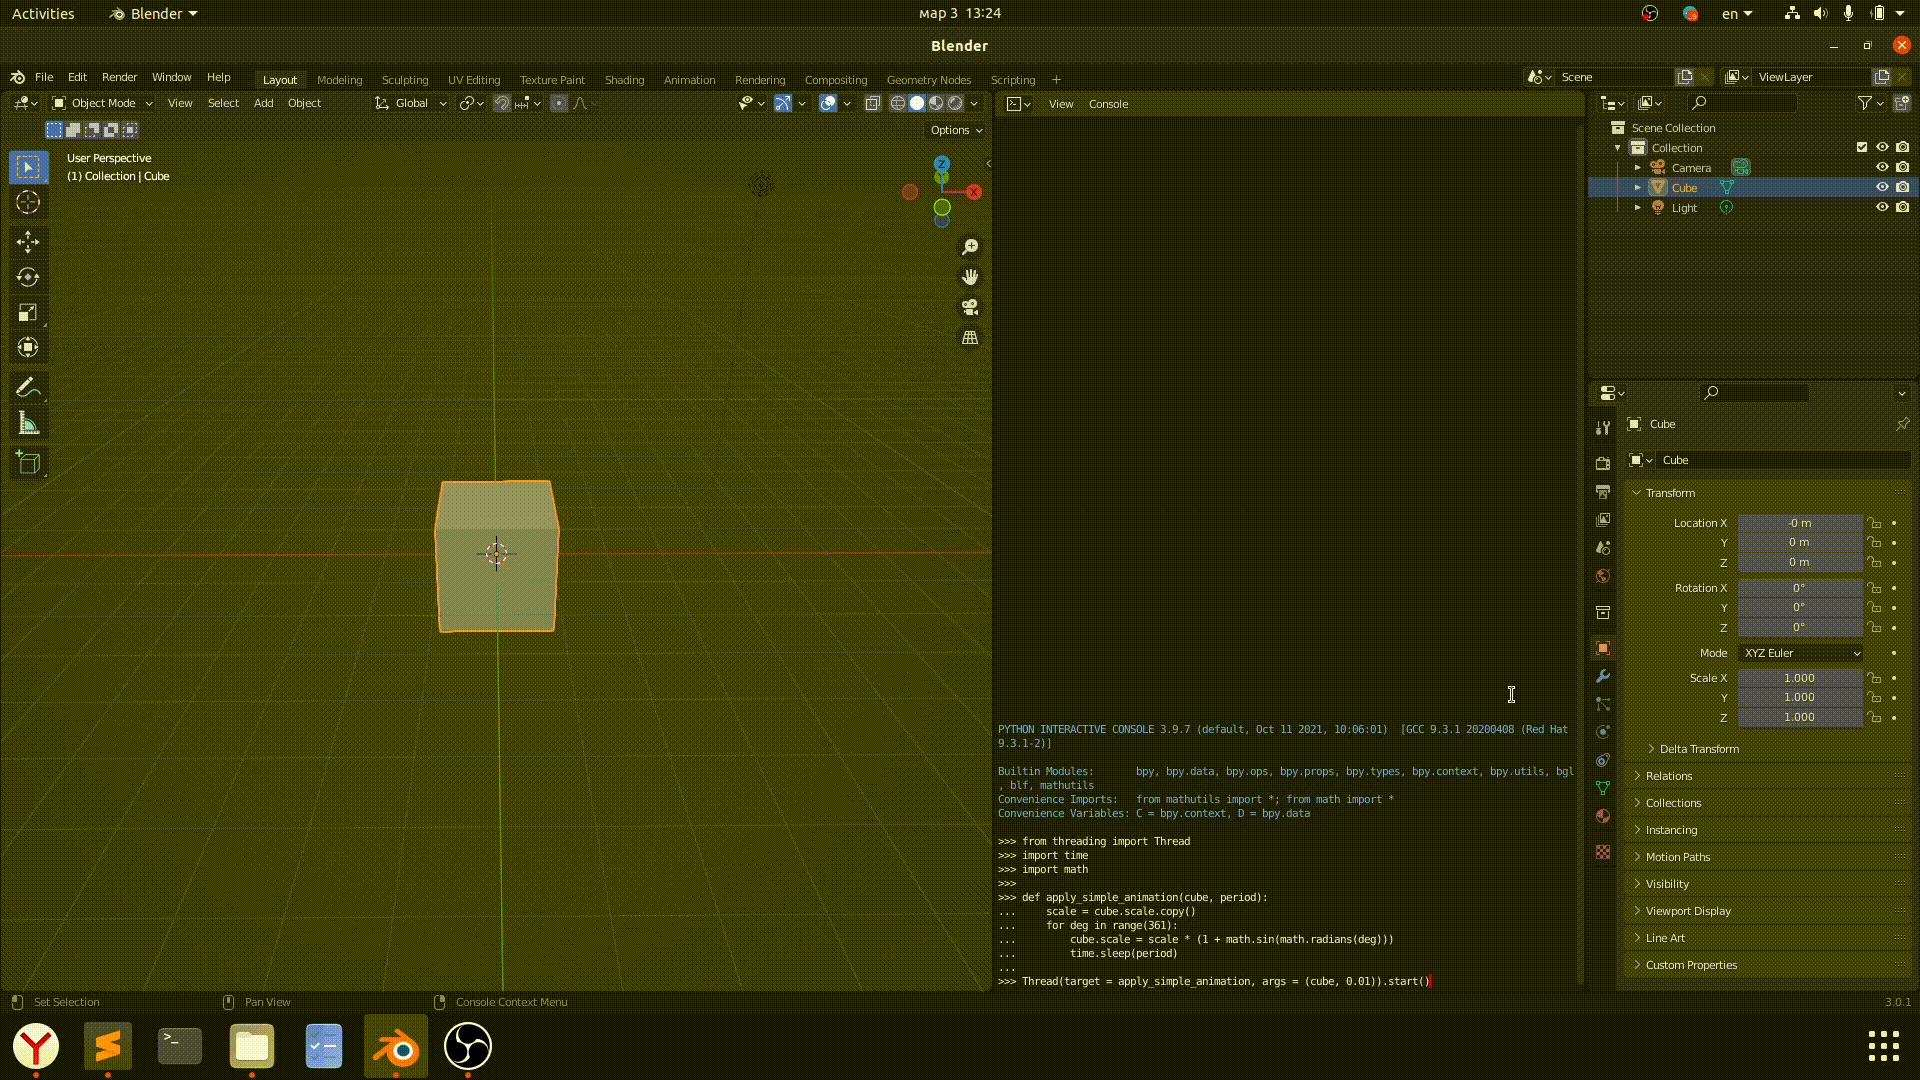 Activities Blender мар 3 13:24 en
Blender
File Edit Render Window Help Layout Modeling Sculpting UV Editing Texture Paint Shading Animation Rendering Compositing Geometry Nodes Scripting + Scene ViewLayer
Object Mode View Select Add Object Global
Options
User Perspective
(1) Collection | Cube
Z
X
View Console
PYTHON INTERACTIVE CONSOLE 3.9.7 (default, Oct 11 2021, 10:06:01)  [GCC 9.3.1 20200408 (Red Hat
9.3.1-2)]
Builtin Modules:       bpy, bpy.data, bpy.ops, bpy.props, bpy.types, bpy.context, bpy.utils, bgl
, blf, mathutils
Convenience Imports:   from mathutils import *; from math import *
Convenience Variables: C = bpy.context, D = bpy.data
>>> from threading import Thread
>>> import time
>>> import math
>>>
>>> def apply_simple_animation(cube, period):
...     scale = cube.scale.copy()
...     for deg in range(361):
...         cube.scale = scale * (1 + math.sin(math.radians(deg)))
...         time.sleep(period)
...
>>> Thread(target = apply_simple_animation, args = (cube, 0.01)).start()
Scene Collection
Collection
Camera
Cube
Light
Cube
Cube
Transform
Location X -0 m
Y 0 m
Z 0 m
Rotation X 0°
Y 0°
Z 0°
Mode XYZ Euler
Scale X 1.000
Y 1.000
Z 1.000
Delta Transform
Relations
Collections
Instancing
Motion Paths
Visibility
Viewport Display
Line Art
Custom Properties
Set Selection Pan View Console Context Menu 3.0.1
>_